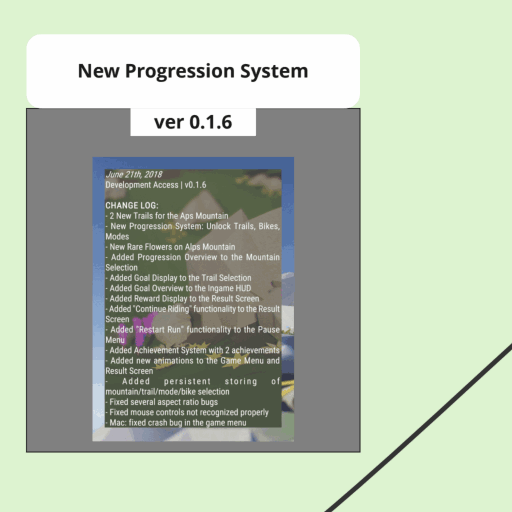 New Progression System
ver 0.1.6
June 21th, 2018
Development Access | v0.1.6
CHANGE LOG:
- 2 New Trails for the Aps Mountain
- New Progression System: Unlock Trails, Bikes,
Modes
- New Rare Flowers on Alps Mountain
- Added Progression Overview to the Mountain
Selection
- Added Goal Display to the Trail Selection
- Added Goal Overview to the Ingame HUD
- Added Reward Display to the Result Screen
- Added "Continue Riding" functionality to the Result
Screen
- Added "Restart Run" functionality to the Pause
Menu
- Added Achievement System with 2 achievements
- Added new animations to the Game Menu and
Result Screen
- Added persistent storing of
mountain/trail/mode/bike selection
- Fixed several aspect ratio bugs
- Fixed mouse controls not recognized properly
- Mac: fixed crash bug in the game menu